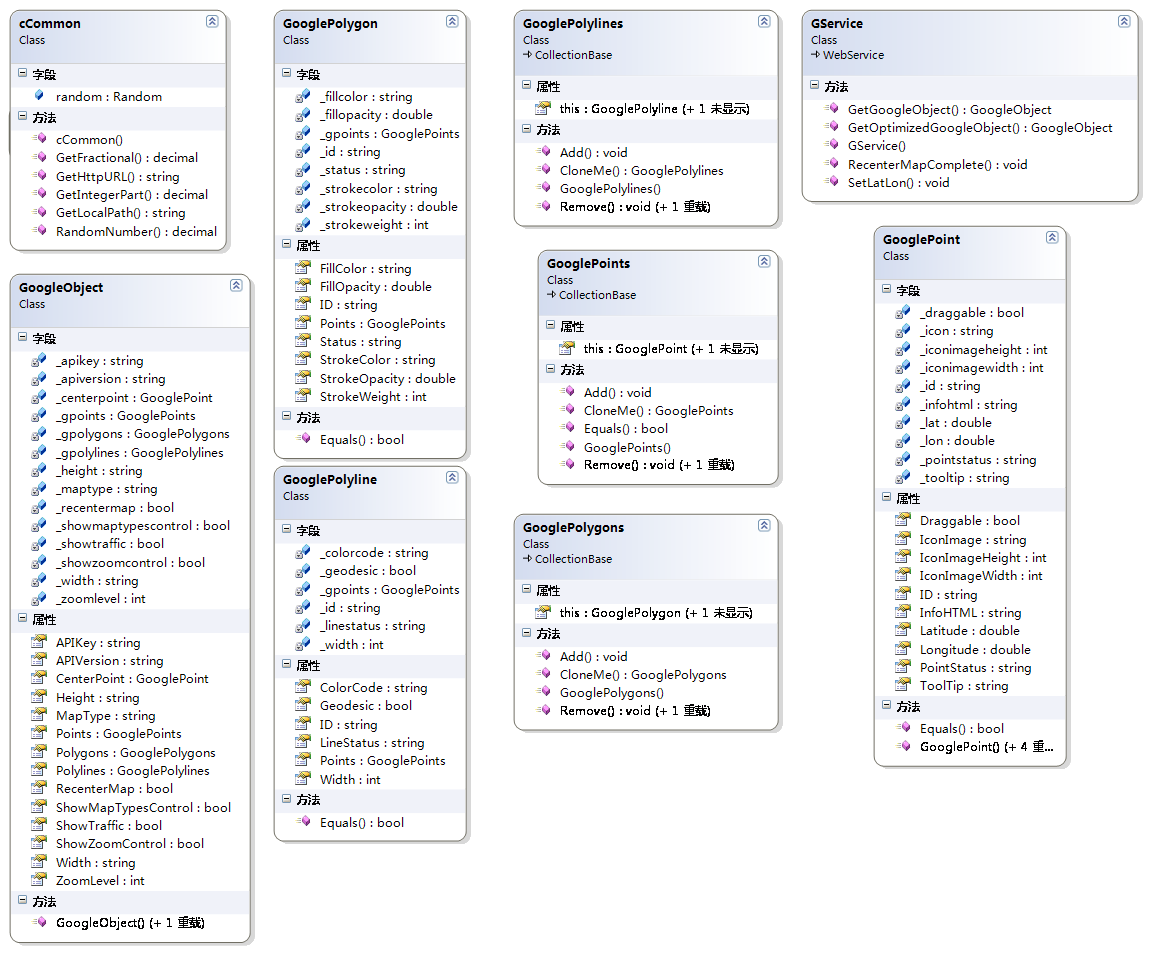 cCommon
Class
字段
random : Random
方法
cCommon()
GetFractional() : decimal
GetHttpURL() : string
GetIntegerPart() : decimal
GetLocalPath() : string
RandomNumber() : decimal
GoogleObject
Class
字段
_apikey : string
_apiversion : string
_centerpoint : GooglePoint
_gpoints : GooglePoints
_gpolygons : GooglePolygons
_gpolylines : GooglePolylines
_height : string
_maptype : string
_recentermap : bool
_showmaptypescontrol : bool
_showtraffic : bool
_showzoomcontrol : bool
_width : string
_zoomlevel : int
属性
APIKey : string
APIVersion : string
CenterPoint : GooglePoint
Height : string
MapType : string
Points : GooglePoints
Polygons : GooglePolygons
Polylines : GooglePolylines
RecenterMap : bool
ShowMapTypesControl : bool
ShowTraffic : bool
ShowZoomControl : bool
Width : string
ZoomLevel : int
方法
GoogleObject() (+ 1 重载)
GooglePolygon
Class
字段
_fillcolor : string
_fillopacity : double
_gpoints : GooglePoints
_id : string
_status : string
_strokecolor : string
_strokeopacity : double
_strokeweight : int
属性
FillColor : string
FillOpacity : double
ID : string
Points : GooglePoints
Status : string
StrokeColor : string
StrokeOpacity : double
StrokeWeight : int
方法
Equals() : bool
GooglePolyline
Class
字段
_colorcode : string
_geodesic : bool
_gpoints : GooglePoints
_id : string
_linestatus : string
_width : int
属性
ColorCode : string
Geodesic : bool
ID : string
LineStatus : string
Points : GooglePoints
Width : int
方法
Equals() : bool
GooglePolylines
Class
CollectionBase
属性
this : GooglePolyline (+ 1 未显示)
方法
Add() : void
CloneMe() : GooglePolylines
GooglePolylines()
Remove() : void (+ 1 重载)
GooglePoints
Class
CollectionBase
属性
this : GooglePoint (+ 1 未显示)
方法
Add() : void
CloneMe() : GooglePoints
Equals() : bool
GooglePoints()
Remove() : void (+ 1 重载)
GooglePolygons
Class
CollectionBase
属性
this : GooglePolygon (+ 1 未显示)
方法
Add() : void
CloneMe() : GooglePolygons
GooglePolygons()
Remove() : void (+ 1 重载)
GService
Class
WebService
方法
GetGoogleObject() : GoogleObject
GetOptimizedGoogleObject() : GoogleObject
GService()
RecenterMapComplete() : void
SetLatLon() : void
GooglePoint
Class
字段
_draggable : bool
_icon : string
_iconimageheight : int
_iconimagewidth : int
_id : string
_infohtml : string
_lat : double
_lon : double
_pointstatus : string
_tooltip : string
属性
Draggable : bool
IconImage : string
IconImageHeight : int
IconImageWidth : int
ID : string
InfoHTML : string
Latitude : double
Longitude : double
PointStatus : string
ToolTip : string
方法
Equals() : bool
GooglePoint() (+ 4 重...